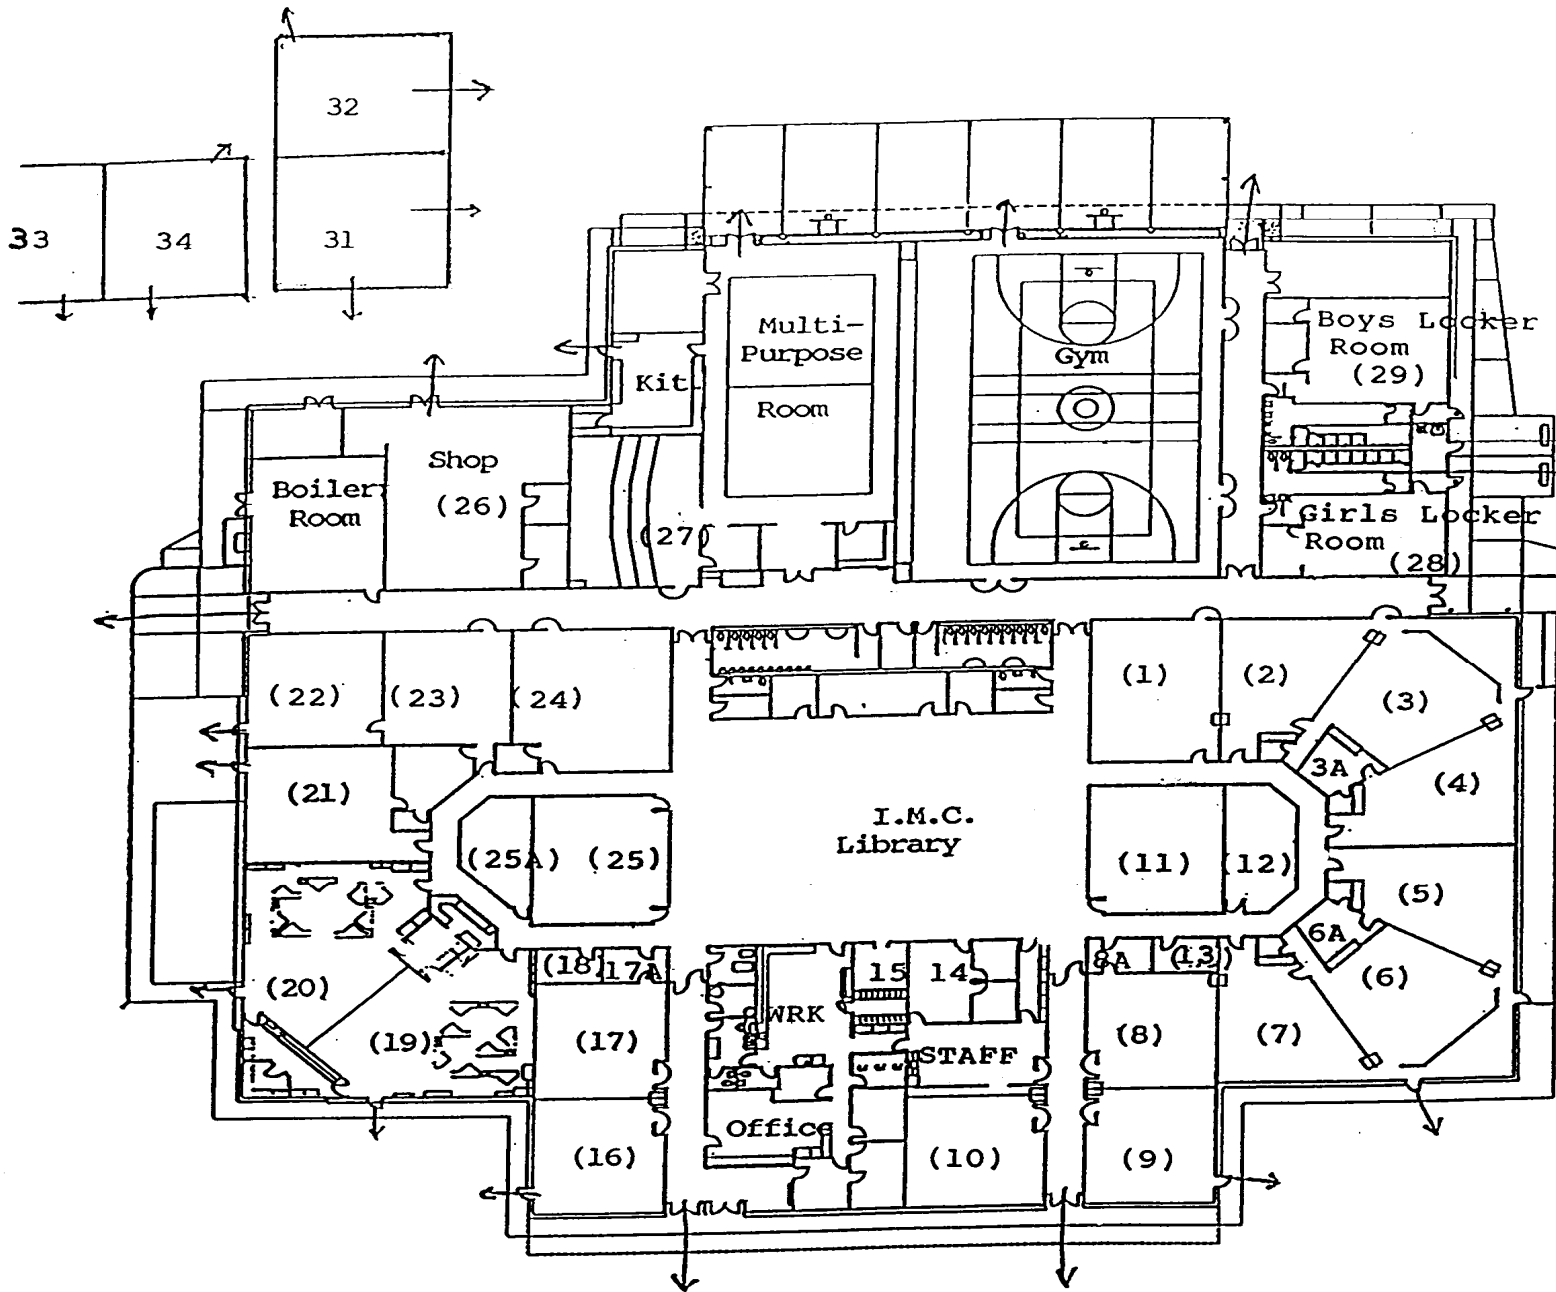 32
33
34
31
Multi-
Purpose
Room
Gym
Boys Locker
Room
(29)
Kit
Shop
(26)
Boiler
Room
(27)
Girls Locker
Room
(28)
(22)
(23)
(24)
(1)
(2)
(3)
3A
(4)
(21)
I.M.C.
Library
(25A)
(25)
(11)
(12)
(5)
6A
(6)
(18)
17A
15
14
8A
(13)
(20)
(19)
(17)
WRK
STAFF
(8)
(7)
(16)
Office
(10)
(9)